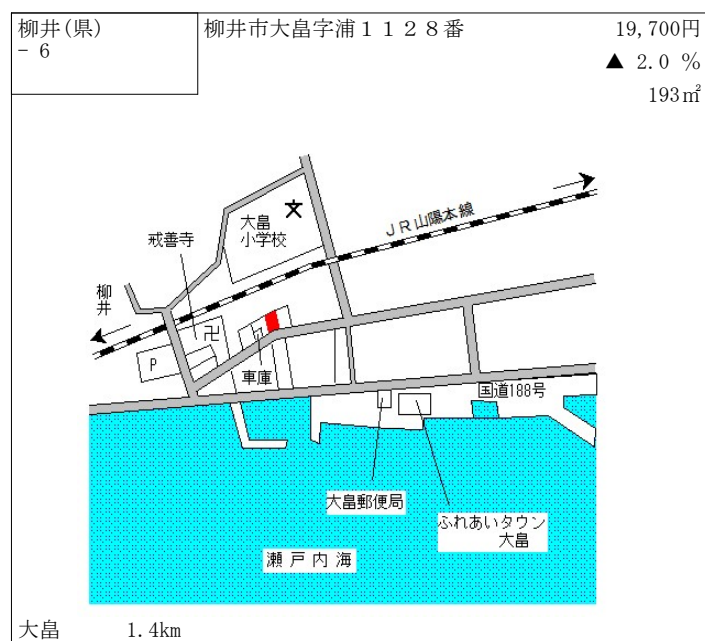 柳井(県)
- 6
柳井市大畠字浦１１２８番
19,700円
▲ 2.0 %
193㎡
ＪＲ山陽本線
大畠
小学校
戒善寺
柳井
卍
P
車庫
国道188号
大畠郵便局
ふれあいタウン
大畠
瀬戸内海
大畠 1.4km